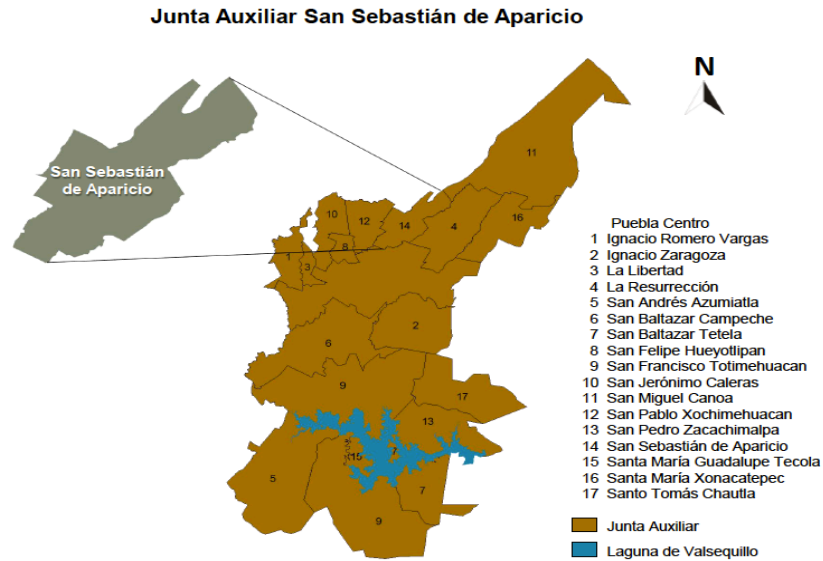 Junta Auxiliar San Sebastián de Aparicio
N
San Sebastián
de Aparicio
11
10
12
14
4
16
8
1
3
2
6
9
17
13
15
7
5
7
9
Puebla Centro
1 Ignacio Romero Vargas
2 Ignacio Zaragoza
3 La Libertad
4 La Resurrección
5 San Andrés Azumiatla
6 San Baltazar Campeche
7 San Baltazar Tetela
8 San Felipe Hueyotlipan
9 San Francisco Totimehuacan
10 San Jerónimo Caleras
11 San Miguel Canoa
12 San Pablo Xochimehuacan
13 San Pedro Zacachimalpa
14 San Sebastián de Aparicio
15 Santa María Guadalupe Tecola
16 Santa María Xonacatepec
17 Santo Tomás Chautla
Junta Auxiliar
Laguna de Valsequillo